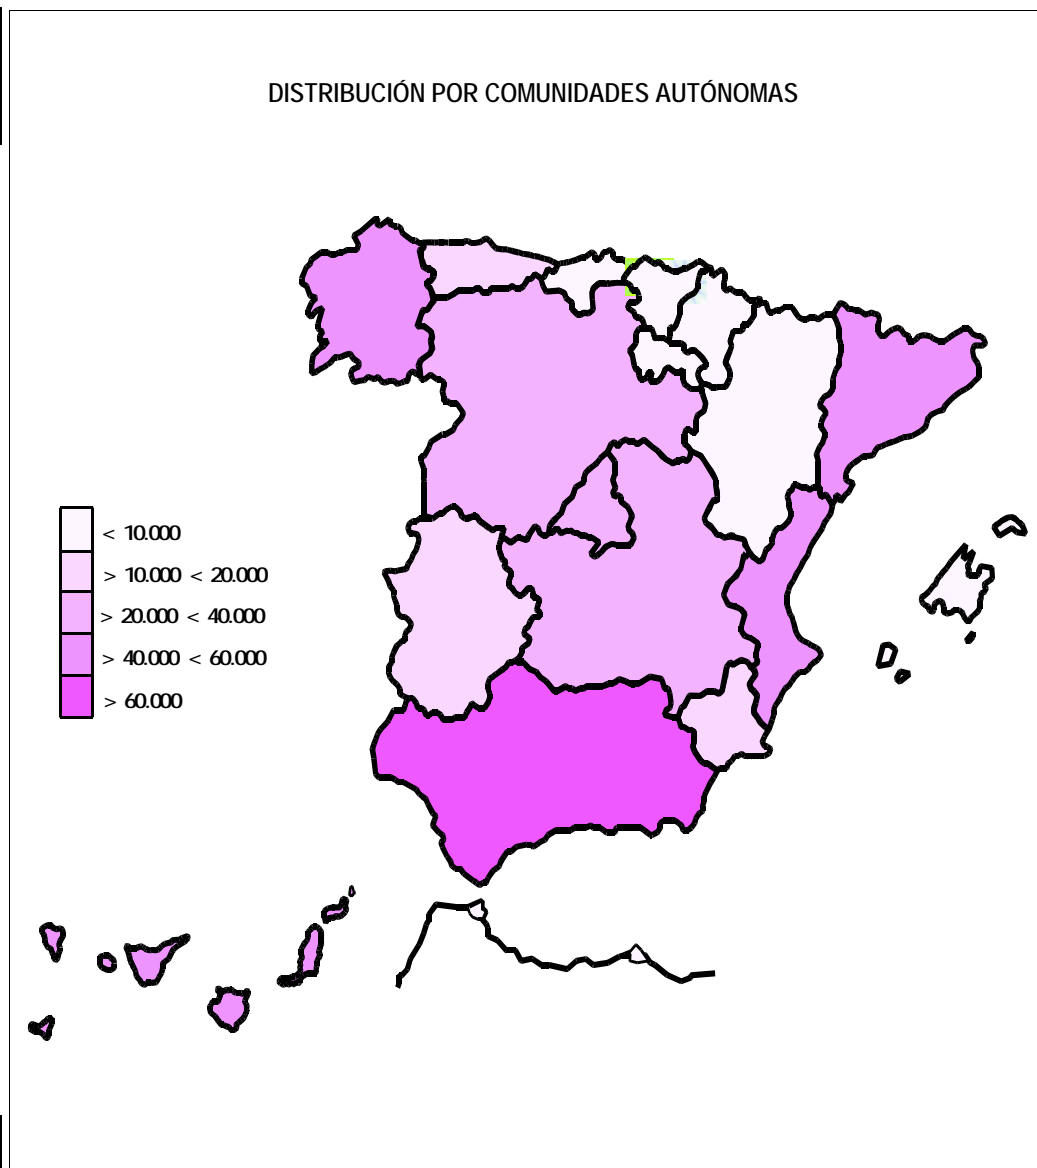 DISTRIBUCIÓN POR COMUNIDADES AUTÓNOMAS
< 10.000
> 10.000 < 20.000
> 20.000 < 40.000
> 40.000 < 60.000
> 60.000